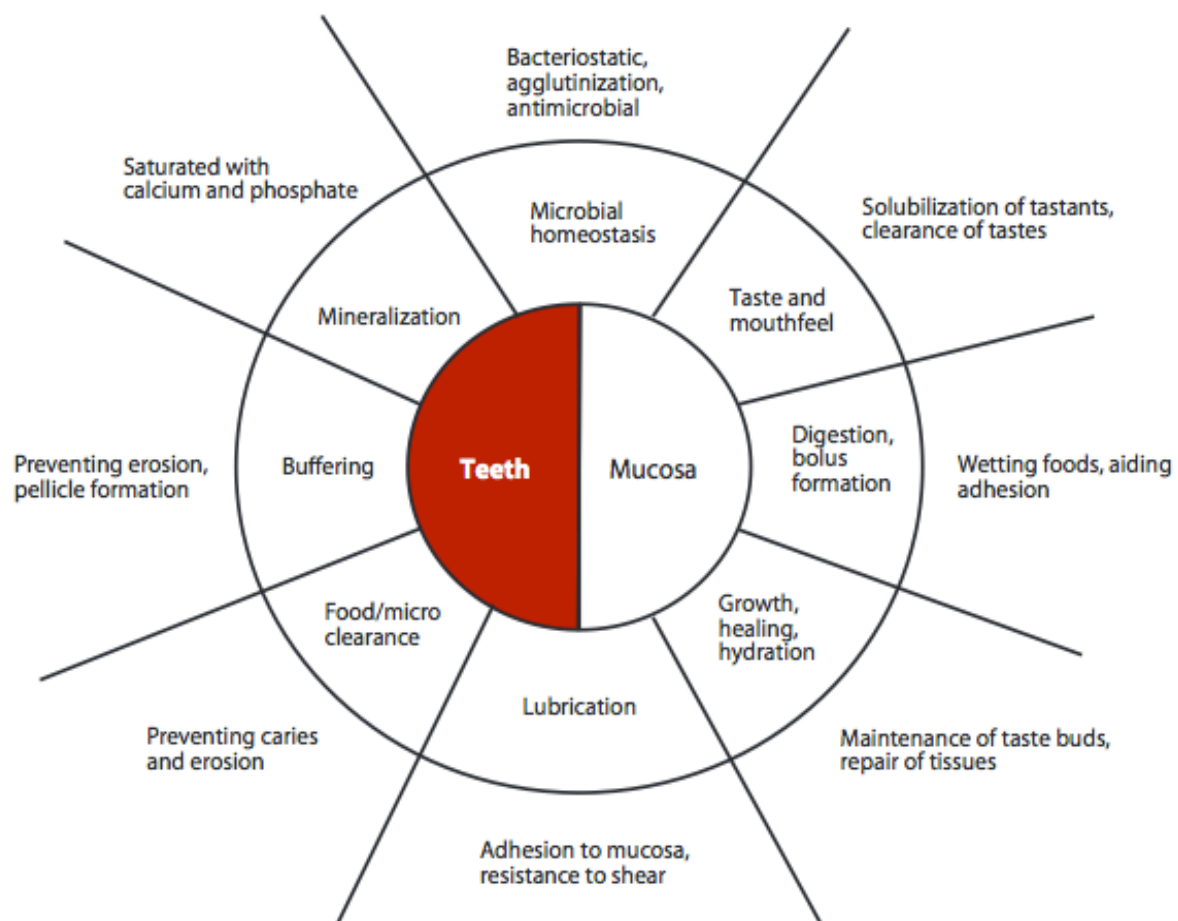 Bacteriostatic,
agglutinization,
antimicrobial
Saturated with
calcium and phosphate
Microbial
homeostasis
Solubilization of tastants,
clearance of tastes
Mineralization
Taste and
mouthfeel
Preventing erosion,
pellicle formation
Buffering
Teeth
Mucosa
Digestion,
bolus
formation
Wetting foods, aiding
adhesion
Food/micro
clearance
Growth,
healing,
hydration
Lubrication
Preventing caries
and erosion
Maintenance of taste buds,
repair of tissues
Adhesion to mucosa,
resistance to shear